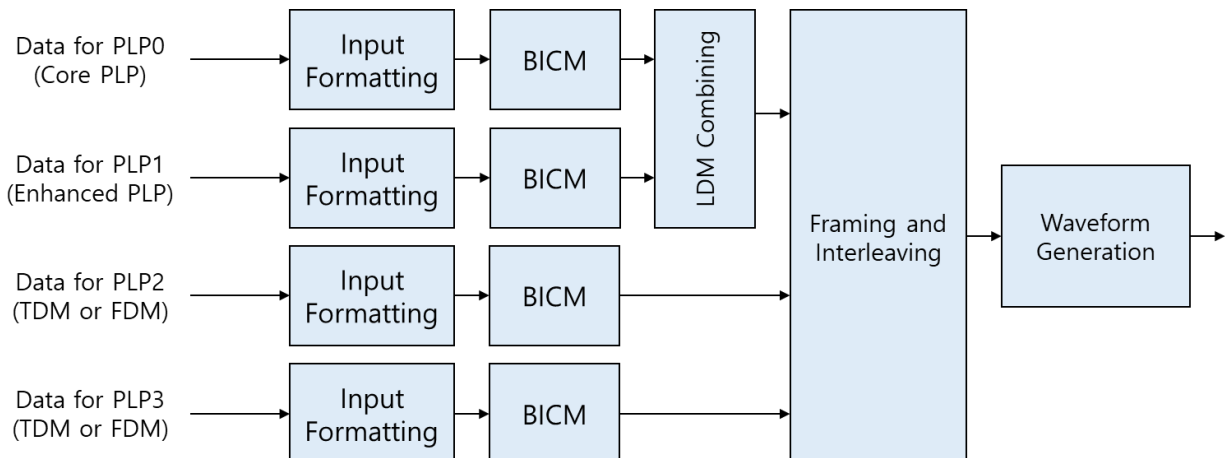 Data for PLP0
(Core PLP)
Input
Formatting
BICM
LDM Combining
Data for PLP1
(Enhanced PLP)
Input
Formatting
BICM
Framing and
Interleaving
Waveform
Generation
Data for PLP2
(TDM or FDM)
Input
Formatting
BICM
Data for PLP3
(TDM or FDM)
Input
Formatting
BICM